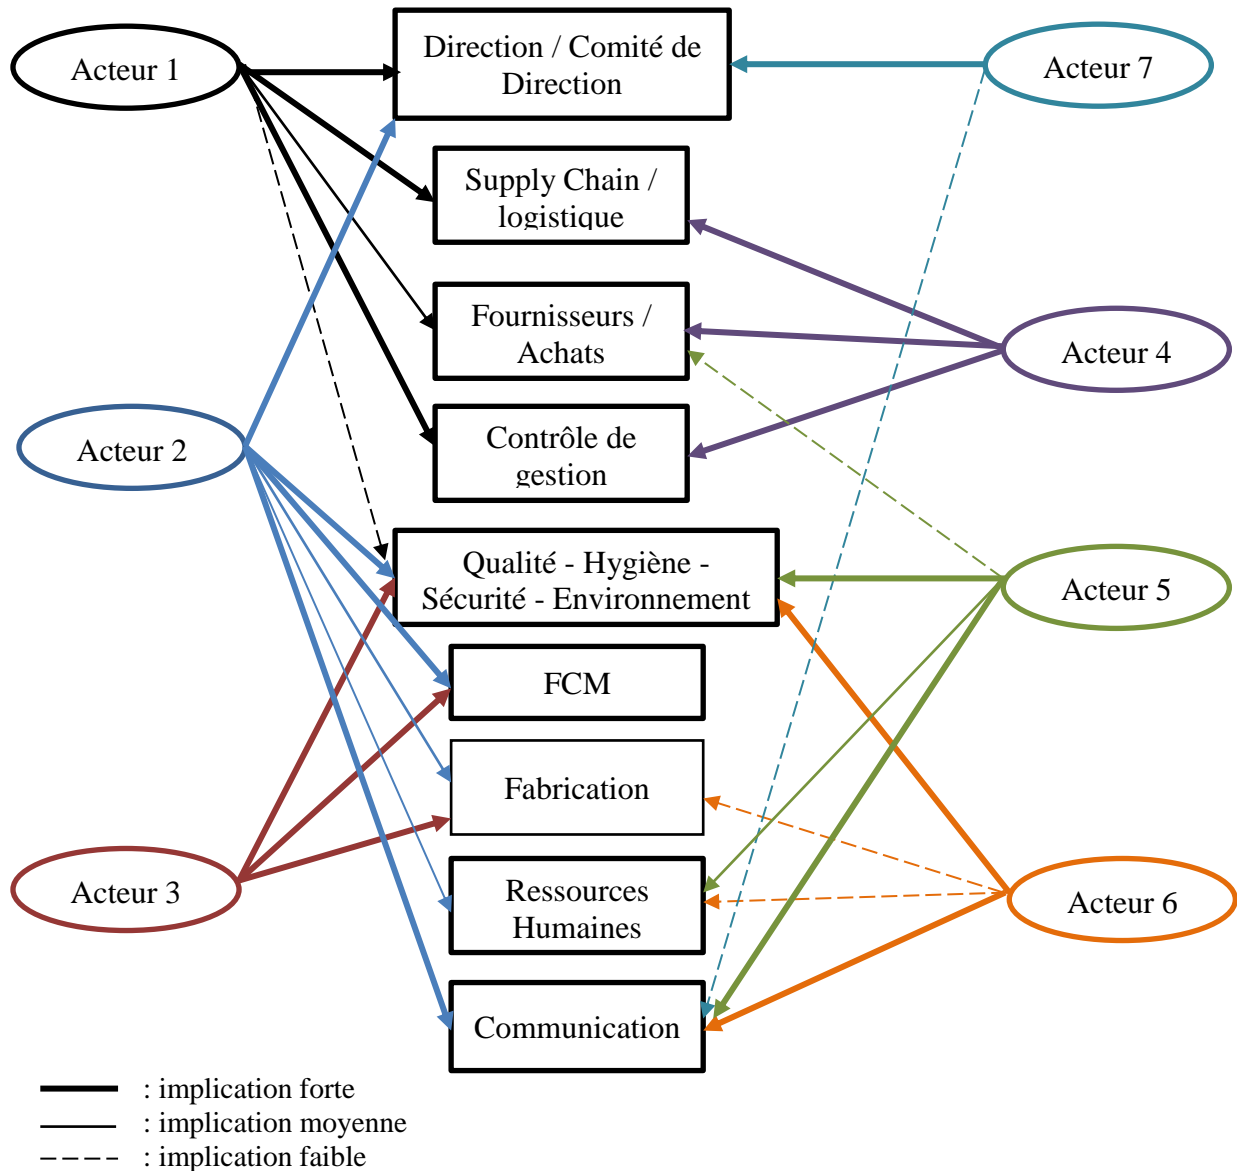 Acteur 1
Direction / Comité de
Direction
Acteur 7
Supply Chain /
logistique
Fournisseurs /
Achats
Acteur 4
Acteur 2
Contrôle de
gestion
Qualité - Hygiène -
Sécurité - Environnement
Acteur 5
FCM
Fabrication
Acteur 3
Ressources
Humaines
Acteur 6
Communication
: implication forte
: implication moyenne
: implication faible